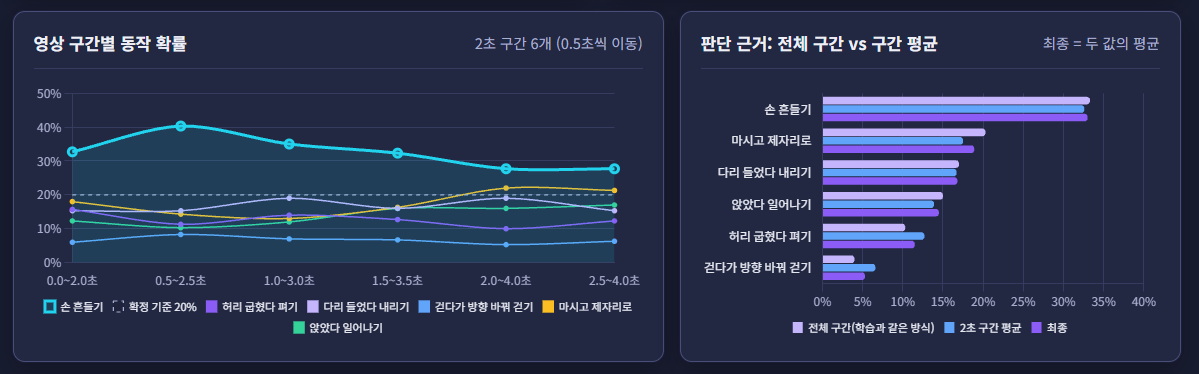 영상 구간별 동작 확률
2초 구간 6개 (0.5초씩 이동)
50%
40%
30%
20%
10%
0%
0.0~2.0초 0.5~2.5초 1.0~3.0초 1.5~3.5초 2.0~4.0초 2.5~4.0초
손 흔들기 확정 기준 20% 허리 굽혔다 펴기 다리 들었다 내리기 걷다가 방향 바꿔 걷기 마시고 제자리로
앉았다 일어나기
판단 근거: 전체 구간 vs 구간 평균
최종 = 두 값의 평균
손 흔들기
마시고 제자리로
다리 들었다 내리기
앉았다 일어나기
허리 굽혔다 펴기
걷다가 방향 바꿔 걷기
0% 5% 10% 15% 20% 25% 30% 35% 40%
전체 구간(학습과 같은 방식) 2초 구간 평균 최종